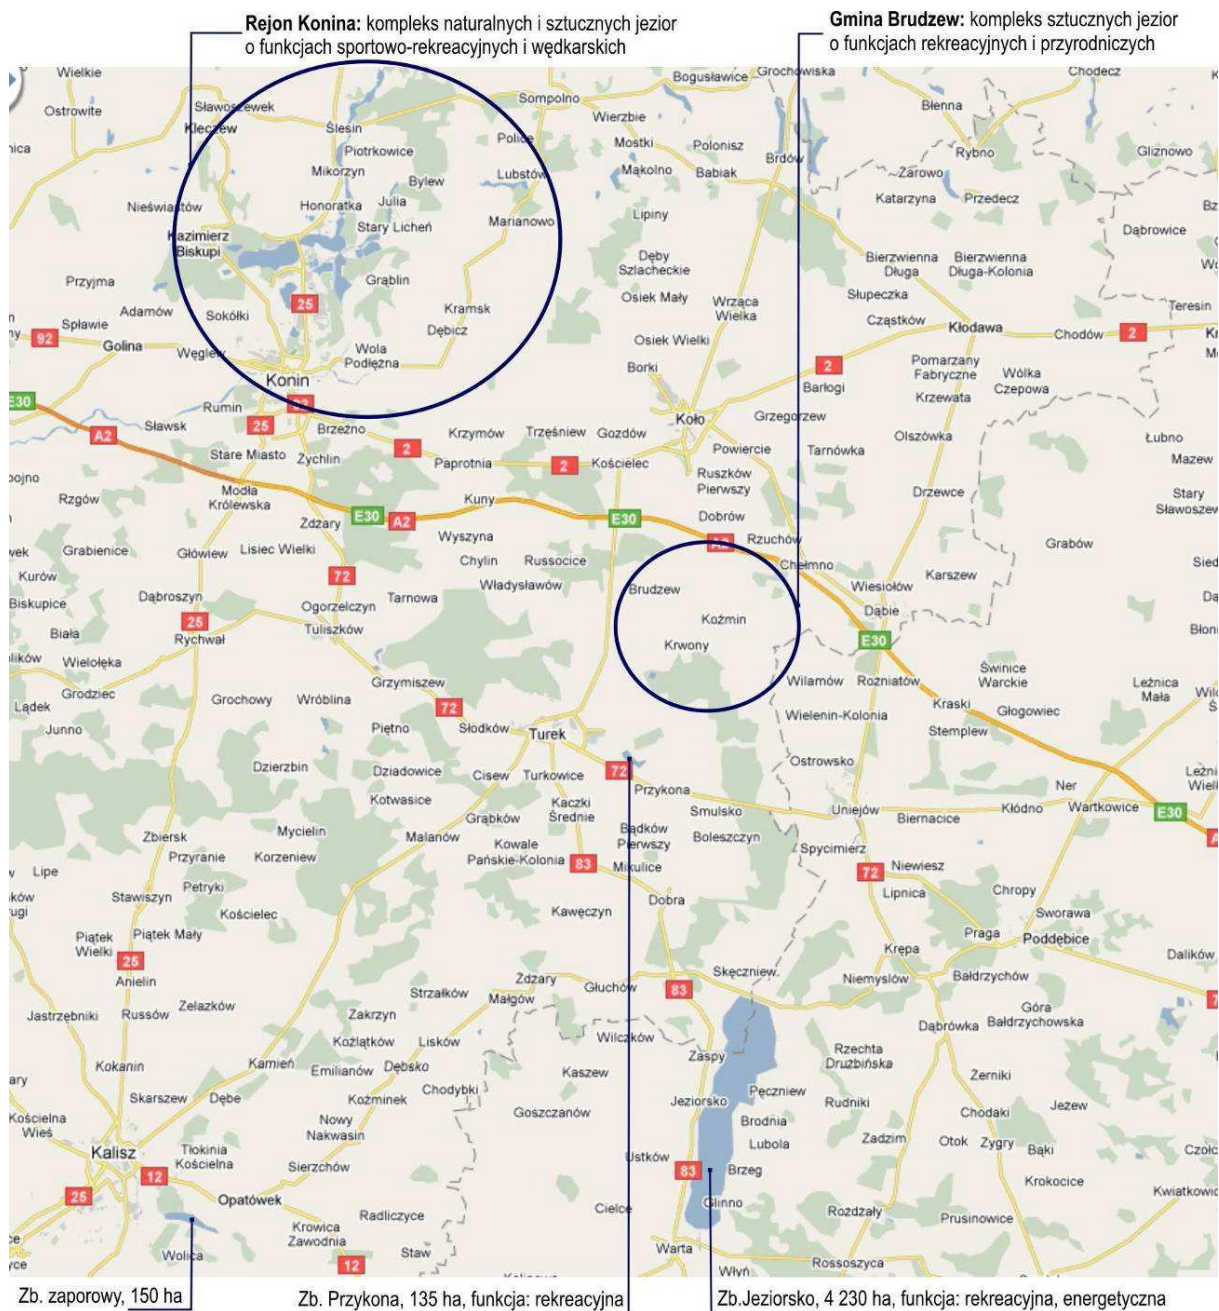 Rejon Konina: kompleks naturalnych i sztucznych jezior
o funkcjach sportowo-rekreacyjnych i wędkarskich
Gmina Brudzew: kompleks sztucznych jezior
o funkcjach rekreacyjnych i przyrodniczych
Wielkie
Ostrowite
Sławoszewek
Kleczew
Ślesin
Sompolno
Bogusławice
Grochowiska
Chodecz
Wierzbie
Police
Mostki
Polonisz
Błenna
Rybno
Gliznowo
Piotrkowice
Mikorzyn
Bylew
Lubstów
Mąkolno
Babiak
Brdów
Żarowo
Katarzyna
Przedecz
Nieświastów
Honoratka
Julia
Stary Licheń
Marianowo
Lipiny
Dąbrowice
Kazimierz
Biskupi
Dęby
Szlacheckie
Bierzwienna
Długa
Bierzwienna
Długa-Kolonia
Przyjma
Grąblin
Osiek Mały
Wrząca
Wielka
Słupeczka
Adamów
Sokółki
25
Kramsk
Dębicz
Cząstków
Kłodawa
Chodów
2
Teresin
92
Spławie
Golina
Węglew
Wola
Podłężna
Osiek Wielki
Borki
2
Barłogi
Pomarzany
Fabryczne
Wólka
Czepowa
Konin
E30
Rumin
92
Koło
Grzegorzew
Krzewata
Sławsk
25
Brzeźno
2
Krzymów
Trzęśniew
Gozdów
Powiercie
Tarnówka
Olszówka
Łubno
A2
Stare Miasto
Żychlin
Paprotnia
2
Kościelec
Ruszków
Pierwszy
Mazew
Rzgów
Modła
Królewska
Kuny
Drzewce
Stary
Sławoszew
Zdżary
E30
A2
E30
Dobrów
A2
Rzuchów
Grabów
Grabienice
Główiew
Lisiec Wielki
Wyszyna
Chylin
Russocice
Chełmno
Kurów
Biskupice
Dąbroszyn
72
Władysławów
Brudzew
Wiesiołów
Karszew
Tarnowa
Ogorzelczyn
Koźmin
Dąbie
Biała
25
Rychwał
Tuliszków
Krwony
E30
Wielołęka
Grodziec
Grzymiszew
Wilamów
Rożniatów
Świnice
Warckie
Leźnica
Mała
Lądek
Junno
Grochowy
Wróblina
72
Słodków
Turek
Wielenin-Kolonia
Kraski
Głogowiec
Stemplew
Piętno
Dzierzbin
Dziadowice
Cisew
Turkowice
72
Przykona
Ostrowsko
Ner
Kotwasice
Grąbków
Kaczki
Średnie
Smulsko
Uniejów
Biernacice
Kłódno
Wartkowice
E30
Zbiersk
Mycielin
Malanów
Kowale
Pańskie-Kolonia
Bądków
Pierwszy
Boleszczyn
Spycimierz
Lipe
Przyranie
Korzeniew
83
Mikulice
72
Niewiesz
Stawiszyn
Petryki
Kościelec
Kawęczyn
Dobra
Lipnica
Chropy
Sworawa
Piątek
Wielki
Piątek Mały
Praga
Poddębice
25
Anielin
Krępa
Dalików
Żdżary
Skęczniew
Niemysłów
Bałdrzychów
Jastrzębniki
Russów
Żelazków
Strzałków
Małgów
Głuchów
83
Góra
Bałdrzychowska
Zakrzyn
Koźlątków
Lisków
Wilczków
Dąbrówka
Kokanin
Kamień
Emilianów
Dębsko
Kaszew
Zaspy
Rzechta
Drużbińska
Żerniki
Skarszew
Dębe
Koźminek
Chodybki
Goszczanów
Jeziorsko
Pęczniew
Rudniki
Chodaki
Jeżew
Kościelna
Wieś
Nowy
Nakwasin
Brodnia
Kalisz
Tłokinia
Kościelna
Sierzchów
Ustków
Lubola
Zadzim
Otok
Zygry
Bąki
25
12
Opatówek
83
Brzeg
Krokocice
Kwiatkowic
Krowica
Zawodnia
Radliczyce
Cielce
Glinno
Rożdżały
Prusinowice
Wolica
12
Staw
Warta
Włyń
Rossoszyca
Zb. zaporowy, 150 ha
Zb. Przykona, 135 ha, funkcja: rekreacyjna
Zb.Jeziorsko, 4 230 ha, funkcja: rekreacyjna, energetyczna